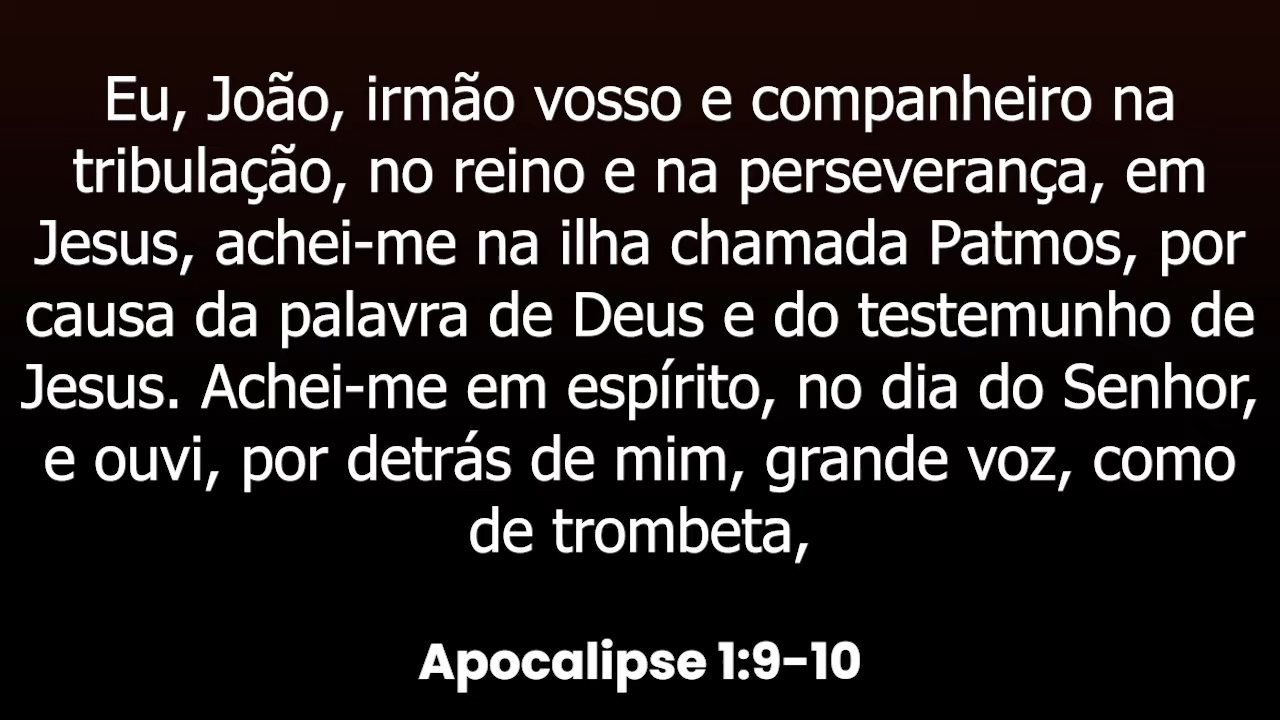 Eu, João, irmão vosso e companheiro na
tribulação, no reino e na perseverança, em
Jesus, achei-me na ilha chamada Patmos, por
causa da palavra de Deus e do testemunho de
Jesus. Achei-me em espírito, no dia do Senhor,
e ouvi, por detrás de mim, grande voz, como
de trombeta,
Apocalipse 1:9-10